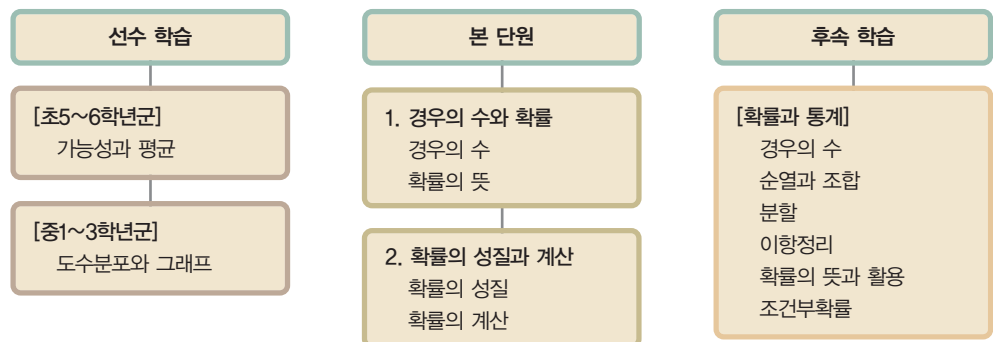 선수 학습
[초5~6학년군]
가능성과 평균
[중1~3학년군]
도수분포와 그래프
본 단원
1. 경우의 수와 확률
경우의 수
확률의 뜻
2. 확률의 성질과 계산
확률의 성질
확률의 계산
후속 학습
[확률과 통계]
경우의 수
순열과 조합
분할
이항정리
확률의 뜻과 활용
조건부확률